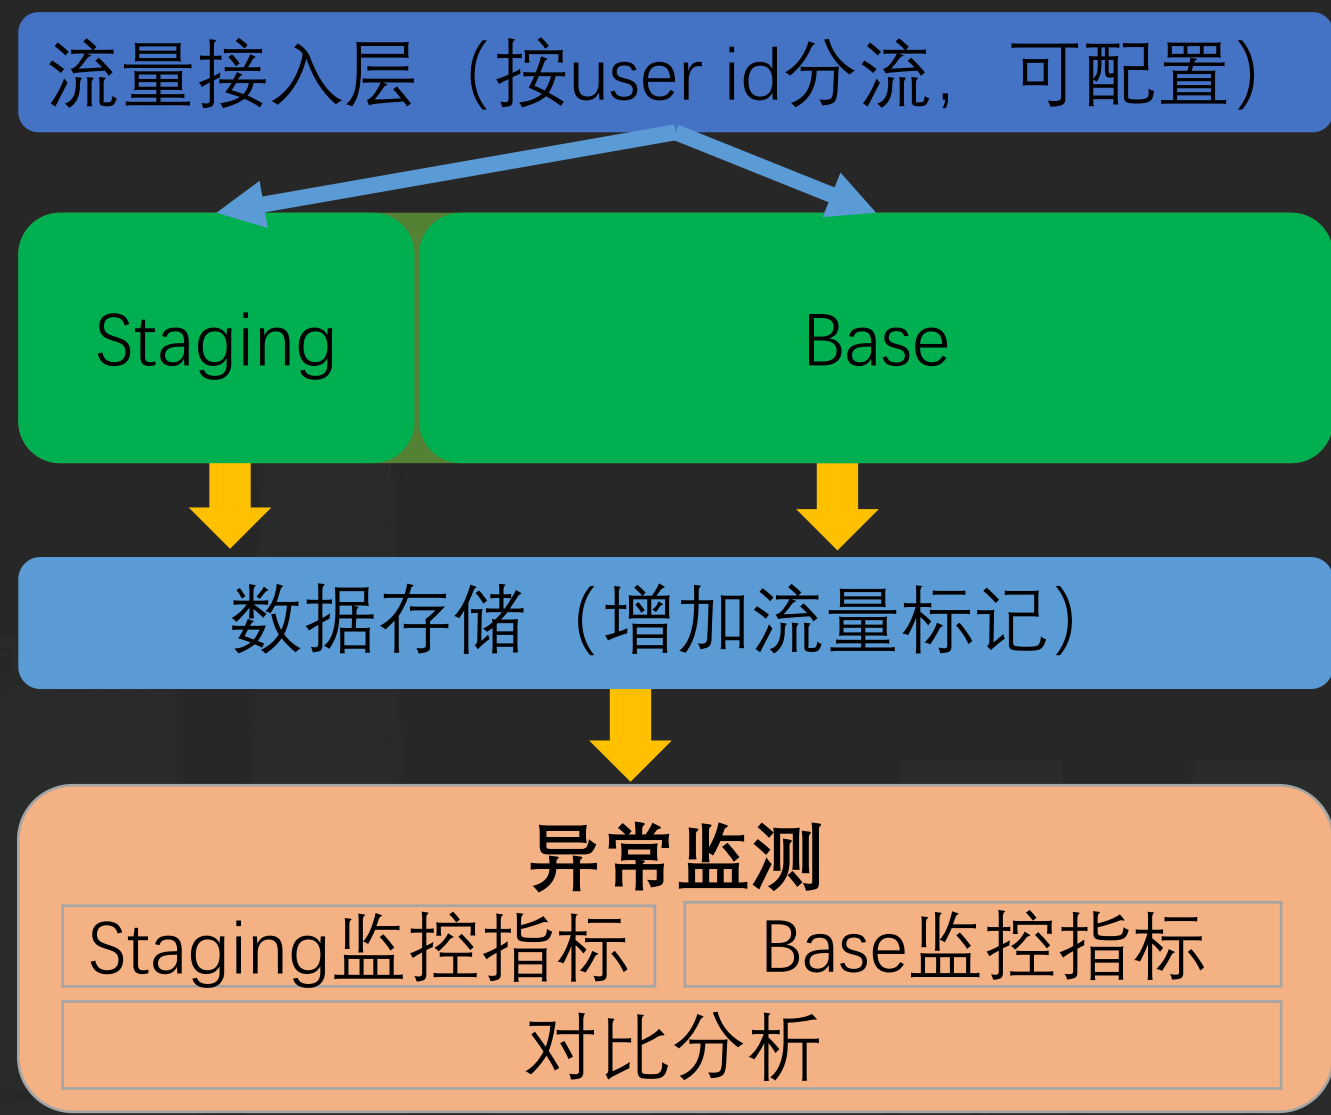 流量接入层（按user id分流， 可配置）
Staging
Base
数据存储（增加流量标记）
异常监测
Staging监控指标
Base监控指标
对比分析